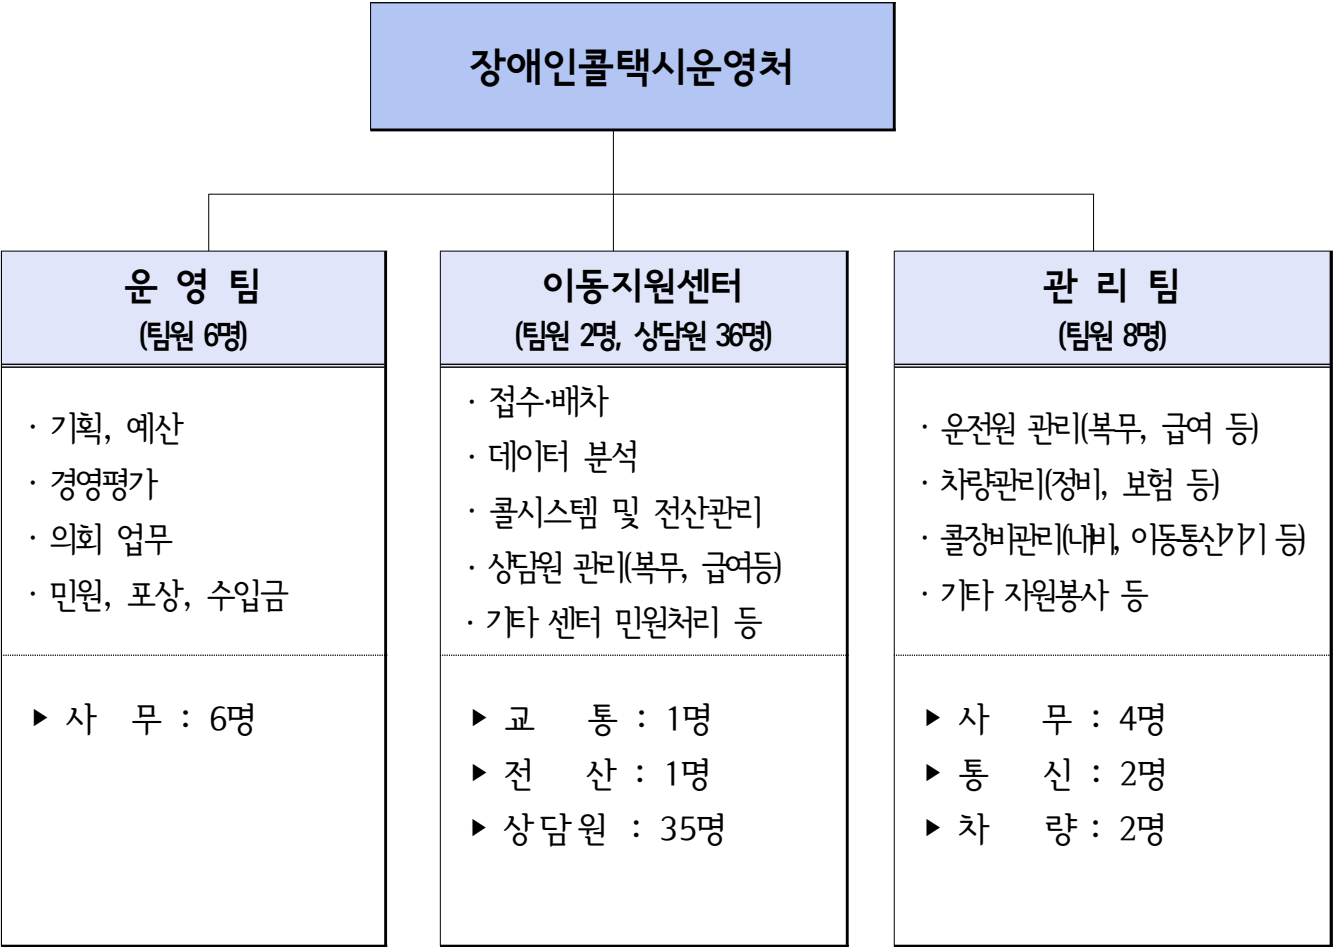 장애인콜택시운영처
운 영 팀
(팀원 6명)
· 기획, 예산
· 경영평가
· 의회 업무
· 민원, 포상, 수입금
▶ 사 무 : 6명
이동지원센터
(팀원 2명, 상담원 36명)
· 접수·배차
· 데이터 분석
· 콜시스템 및 전산관리
· 상담원 관리(복무, 급여등)
· 기타 센터 민원처리 등
▶ 교 통 : 1명
▶ 전 산 : 1명
▶ 상담원 : 35명
관 리 팀
(팀원 8명)
· 운전원 관리(복무, 급여 등)
· 차량관리(정비, 보험 등)
· 콜장비관리(내비, 이동통신기기 등)
· 기타 자원봉사 등
▶ 사 무 : 4명
▶ 통 신 : 2명
▶ 차 량 : 2명